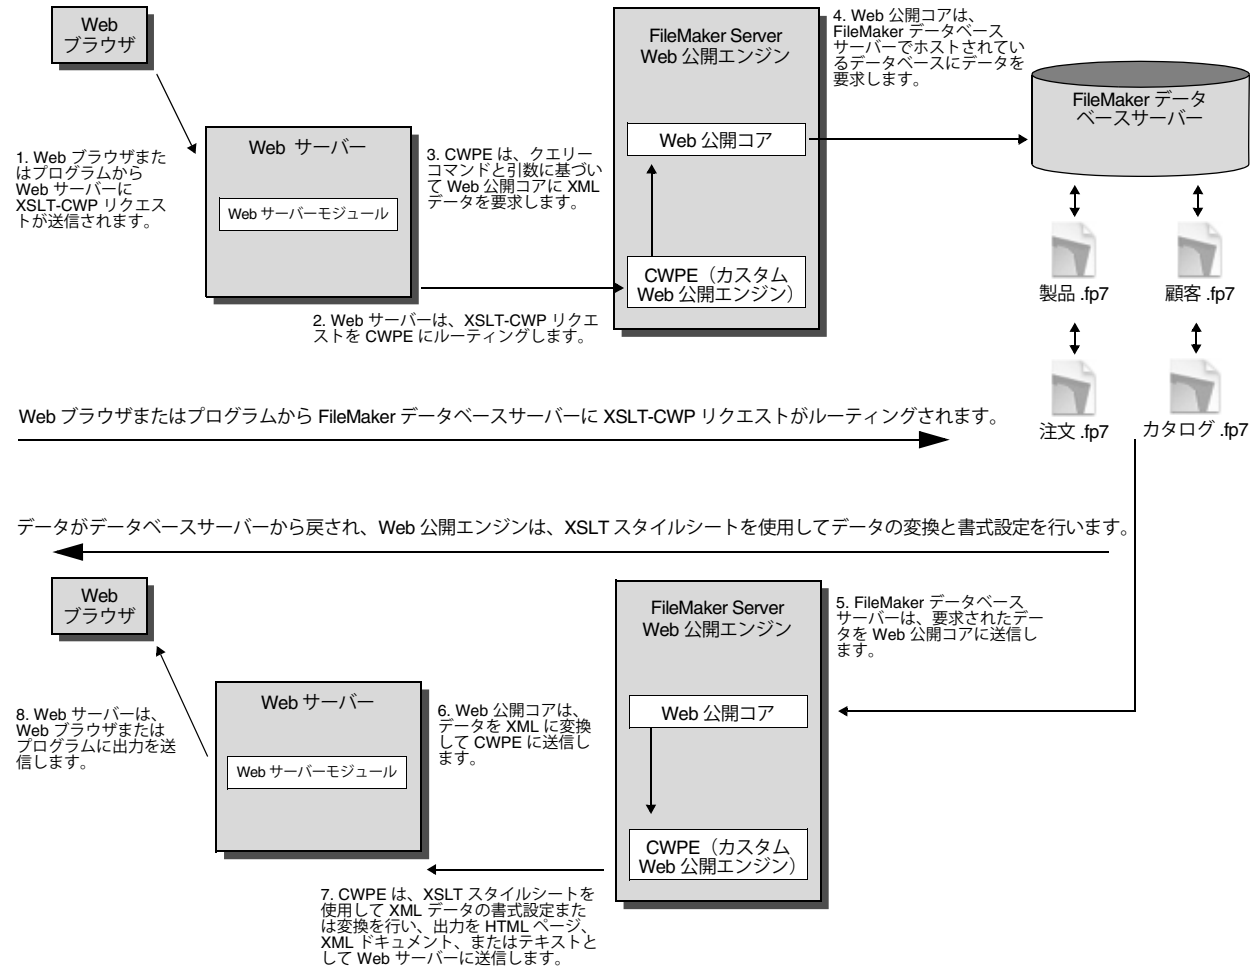 Web
ブラウザ
1. Web ブラウザまた
はプログラムから
Web サーバーに
XSLT-CWP リクエス
トが送信されます。
Web サーバー
Web サーバーモジュール
2. Web サーバーは、XSLT-CWP リクエ
ストを CWPE にルーティングします。
3. CWPE は、クエリー
コマンドと引数に基づい
て Web 公開コアに XML
データを要求します。
FileMaker Server
Web 公開エンジン
Web 公開コア
CWPE（カスタム
Web 公開エンジン）
4. Web 公開コアは、
FileMaker データベース
サーバーでホストされてい
るデータベースにデータを
要求します。
FileMaker データ
ベースサーバー
製品 .fp7
顧客 .fp7
注文 .fp7
カタログ .fp7
Web ブラウザまたはプログラムから FileMaker データベースサーバーに XSLT-CWP リクエストがルーティングされます。
データがデータベースサーバーから戻され、Web 公開エンジンは、XSLT スタイルシートを使用してデータの変換と書式設定を行います。
Web
ブラウザ
FileMaker Server
Web 公開エンジン
Web 公開コア
CWPE（カスタム
Web 公開エンジン）
5. FileMaker データベース
サーバーは、要求されたデー
タを Web 公開コアに送信し
ます。
6. Web 公開コアは、
データを XML に変換
して CWPE に送信し
ます。
Web サーバー
Web サーバーモジュール
7. CWPE は、XSLT スタイルシートを
使用して XML データの書式設定また
は変換を行い、出力を HTML ページ、
XML ドキュメント、またはテキストと
して Web サーバーに送信します。
8. Web サーバーは、
Web ブラウザまたは
プログラムに出力を送
信します。